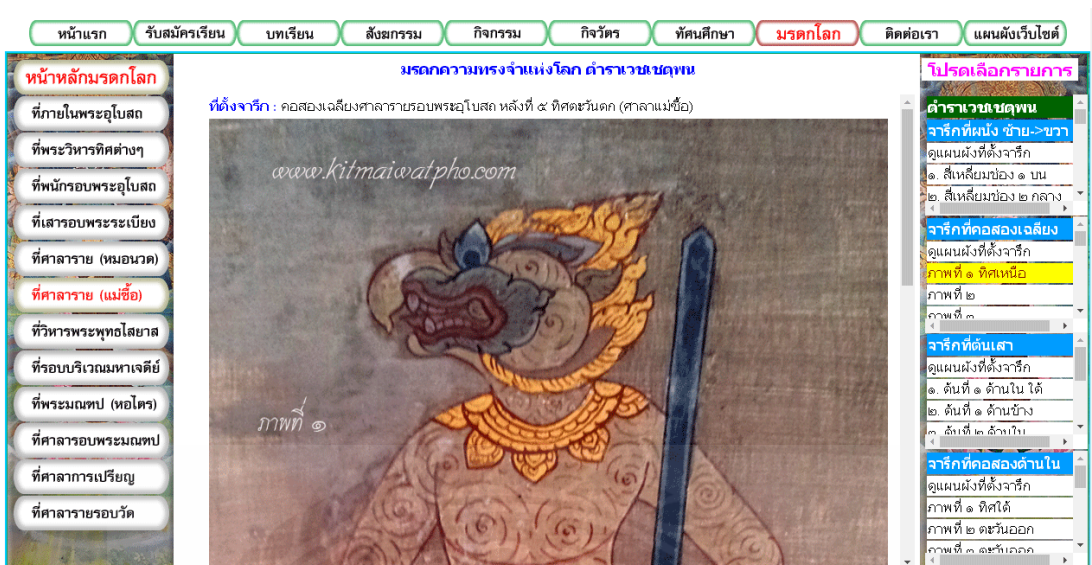 หน้าแรก
รับสมัครเรียน
บทเรียน
สังฆกรรม
กิจกรรม
กิจวัตร
ทัศนศึกษา
มรดกโลก
ติดต่อเรา
แผนผังเว็บไซต์
หน้าหลักมรดกโลก
ที่ภายในพระอุโบสถ
ที่พระวิหารทิศต่างๆ
ที่พนักรอบพระอุโบสถ
ที่เสารอบพระระเบียง
ที่ศาลาราย (หมอนวด)
ที่ศาลาราย (แม่ซื้อ)
ที่วิหารพระพุทธไสยาส
ที่รอบบริเวณมหาเจดีย์
ที่พระมณฑป (หอไตร)
ที่ศาลารอบพระมณฑป
ที่ศาลาการเปรียญ
ที่ศาลารายรอบวัด
มรดกความทรงจำแห่งโลก ตำราเวชเชตุพน
ที่ตั้งจารึก : คอสองเฉลียงศาลารายรอบพระอุโบสถ หลังที่ ๕ ทิศตะวันตก (ศาลาแม่ซื้อ)
www.kitmaiwatpho.com
ภาพที่ ๑
โปรดเลือกรายการ
ตำราเวชเชตุพน
จารึกที่ผนัง ซ้าย->ขวา
ดูแผนผังที่ตั้งจารึก
๑. สี่เหลี่ยมช่อง ๑ บน
๒. สี่เหลี่ยมช่อง ๒ กลาง
จารึกที่คอสองเฉลียง
ดูแผนผังที่ตั้งจารึก
ภาพที่ ๑ ทิศเหนือ
ภาพที่ ๒
ภาพที่ ๓
จารึกที่ต้นเสา
ดูแผนผังที่ตั้งจารึก
๑. ต้นที่ ๑ ด้านใน ใต้
๒. ต้นที่ ๑ ด้านข้าง
๓. ต้นที่ ๒ ด้านใน
จารึกที่คอสองด้านใน
ดูแผนผังที่ตั้งจารึก
ภาพที่ ๑ ทิศใต้
ภาพที่ ๒ ตะวันออก
ภาพที่ ๓ ตะวันออก